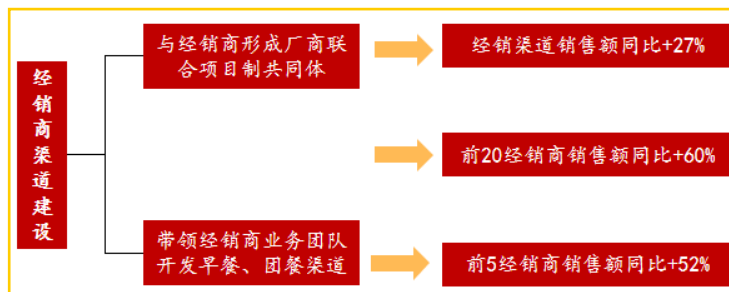 经销商渠道建设
与经销商形成厂商联
合项目制共同体
经销渠道销售额同比+27%
前20经销商销售额同比+60%
带领经销商业务团队
开发早餐、团餐渠道
前5经销商销售额同比+52%